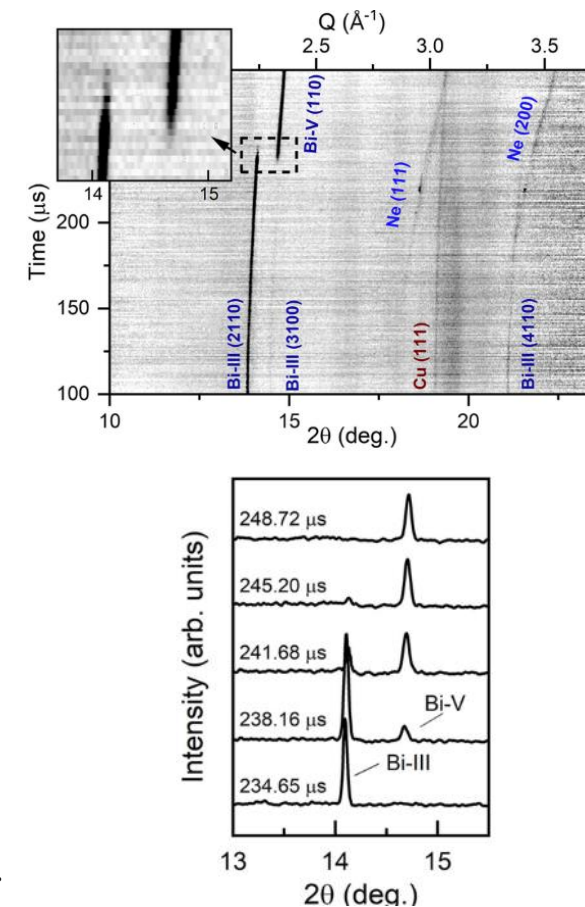 Q (Å-1)
2.5 3.0 3.5
14 15
Bi-V (110)
Ne (111)
Ne (200)
Time (μs)
200
150
100
Bi-III (2110)
Bi-III (3100)
Cu (111)
Bi-III (4110)
10 15 20
2θ (deg.)
Intensity (arb. units)
248.72 μs
245.20 μs
241.68 μs
238.16 μs
Bi-V
Bi-III
234.65 μs
13 14 15
2θ (deg.)